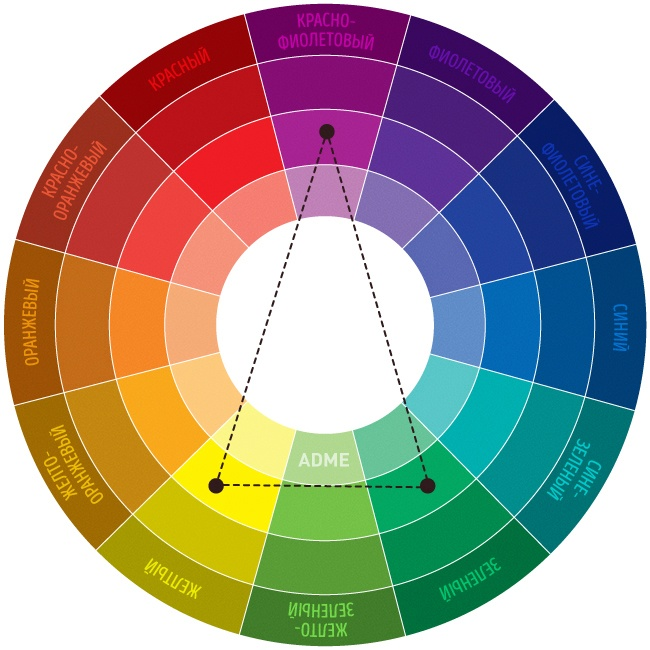 КРАСНО-
ФИОЛЕТОВЫЙ
ФИОЛЕТОВЫЙ
СИНЕ-
ФИОЛЕТОВЫЙ
СИНИЙ
СИНЕ-
ЗЕЛЕНЫЙ
ЗЕЛЕНЫЙ
ЖЕЛТО-
ЗЕЛЕНЫЙ
ЖЕЛТЫЙ
ЖЕЛТО-
ОРАНЖЕВЫЙ
ОРАНЖЕВЫЙ
КРАСНО-
ОРАНЖЕВЫЙ
КРАСНЫЙ
ADME